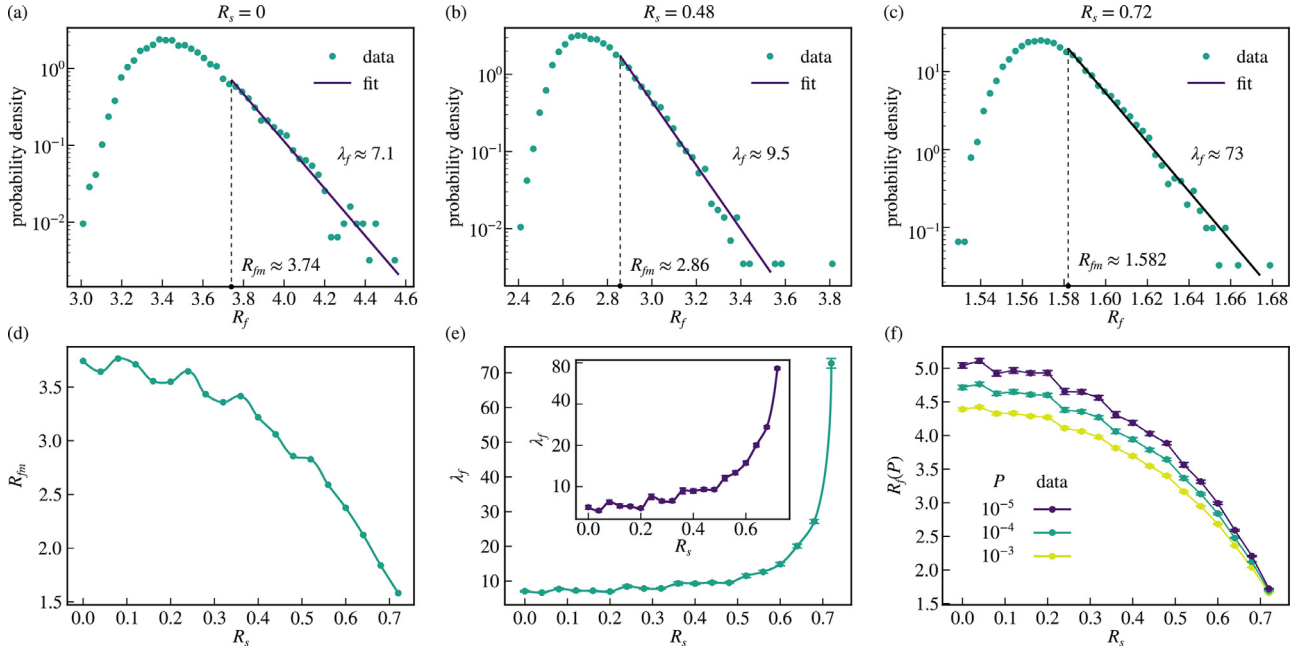 (a)
R_s = 0
probability density
10^0
10^-1
10^-2
data
fit
λ_f ≈ 7.1
R_fm ≈ 3.74
3.0 3.2 3.4 3.6 3.8 4.0 4.2 4.4 4.6
R_f
(b)
R_s = 0.48
probability density
10^0
10^-1
10^-2
data
fit
λ_f ≈ 9.5
R_fm ≈ 2.86
2.4 2.6 2.8 3.0 3.2 3.4 3.6 3.8
R_f
(c)
R_s = 0.72
probability density
10^1
10^0
10^-1
data
fit
λ_f ≈ 73
R_fm ≈ 1.582
1.54 1.56 1.58 1.60 1.62 1.64 1.66 1.68
R_f
(d)
R_fm
3.5
3.0
2.5
2.0
1.5
0.0 0.1 0.2 0.3 0.4 0.5 0.6 0.7
R_s
(e)
λ_f
70
60
50
40
30
20
10
0.0 0.1 0.2 0.3 0.4 0.5 0.6 0.7
R_s
λ_f
80
40
20
10
0.0 0.2 0.4 0.6
R_s
(f)
R_f(P)
5.0
4.5
4.0
3.5
3.0
2.5
2.0
1.5
P data
10^-5
10^-4
10^-3
0.0 0.1 0.2 0.3 0.4 0.5 0.6 0.7
R_s